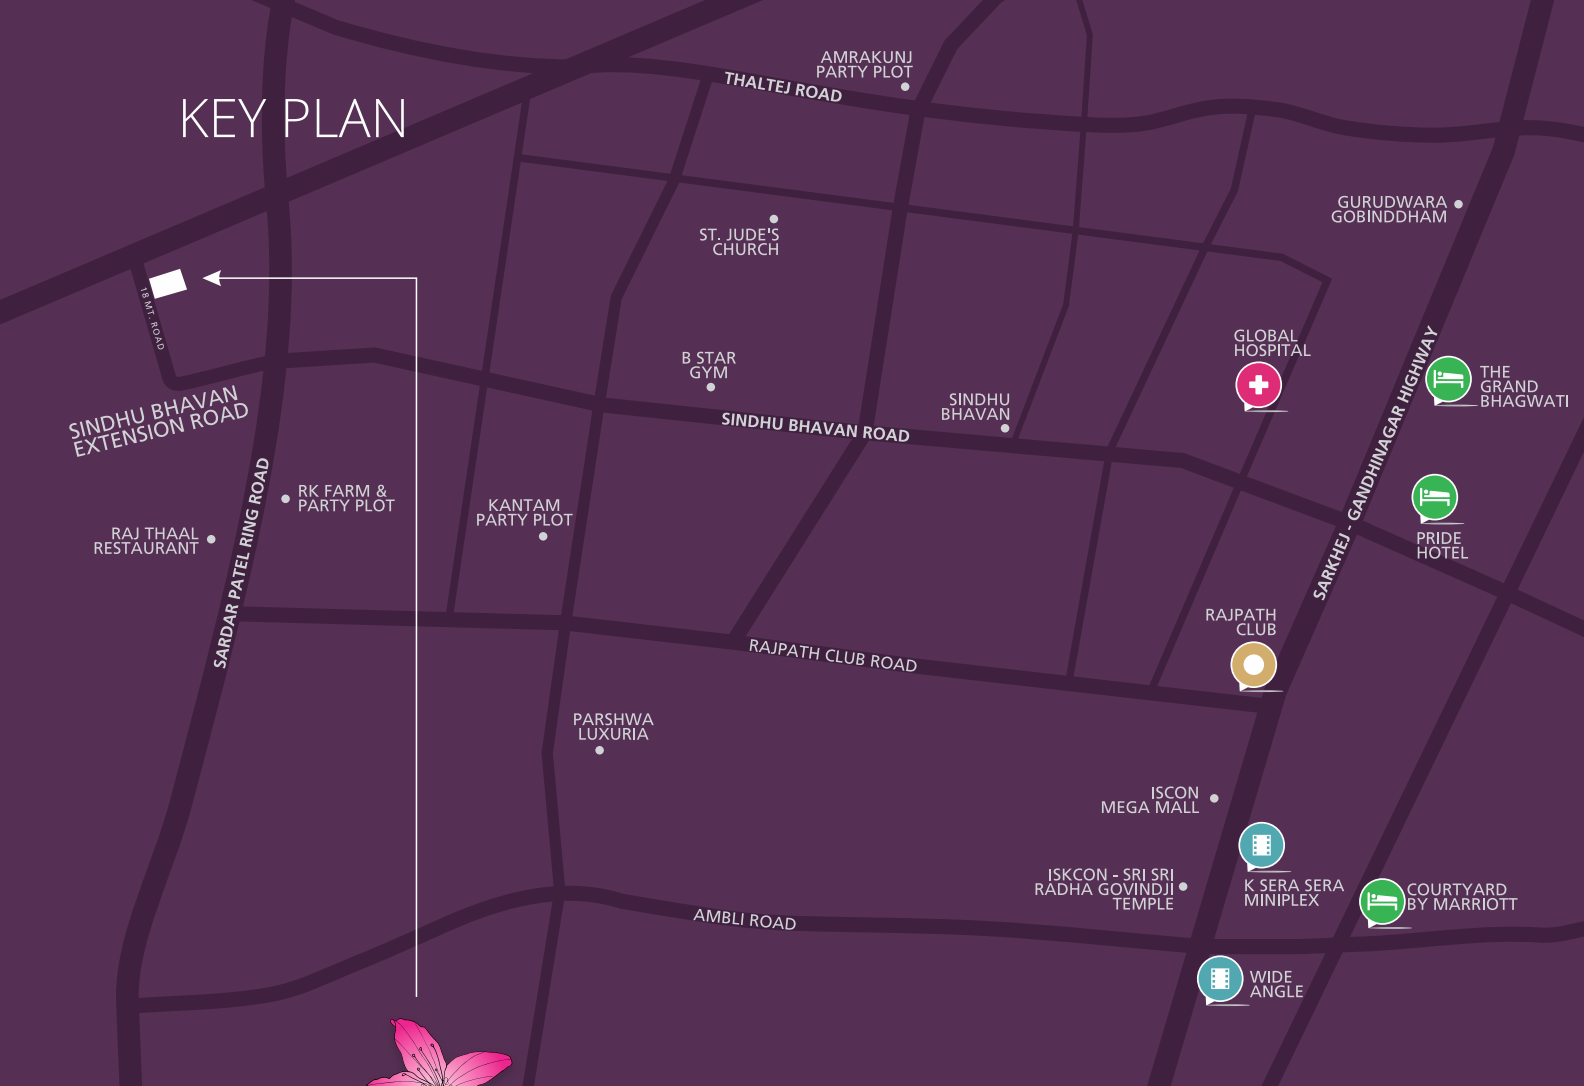 KEY PLAN
AMRAKUNJ
PARTY PLOT
THALTEJ ROAD
GURUDWARA
GOBINDDHAM
ST. JUDE'S
CHURCH
18 MT. ROAD
GLOBAL
HOSPITAL
B STAR
GYM
THE
GRAND
BHAGWATI
SINDHU
BHAVAN
SINDHU BHAVAN
EXTENSION ROAD
SINDHU BHAVAN ROAD
SARKHEJ - GANDHINAGAR HIGHWAY
RK FARM &
PARTY PLOT
KANTAM
PARTY PLOT
RAJ THAAL
RESTAURANT
SARDAR PATEL RING ROAD
PRIDE
HOTEL
RAJPATH
CLUB
RAJPATH CLUB ROAD
PARSHWA
LUXURIA
ISCON
MEGA MALL
ISKCON - SRI SRI
RADHA GOVINDJI
TEMPLE
K SERA SERA
MINIPLEX
COURTYARD
BY MARRIOTT
AMBLI ROAD
WIDE
ANGLE